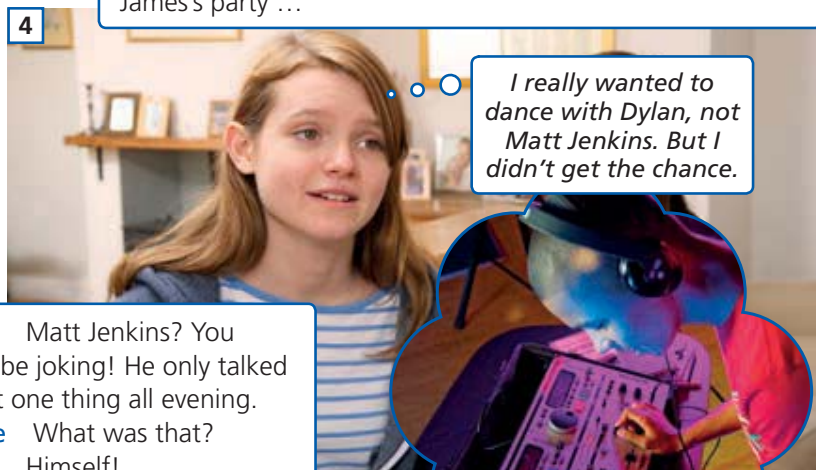 James's party …
4
I really wanted to
dance with Dylan, not
Matt Jenkins. But I
didn't get the chance.
Matt Jenkins? You
be joking! He only talked
one thing all evening.
What was that?
Himself!